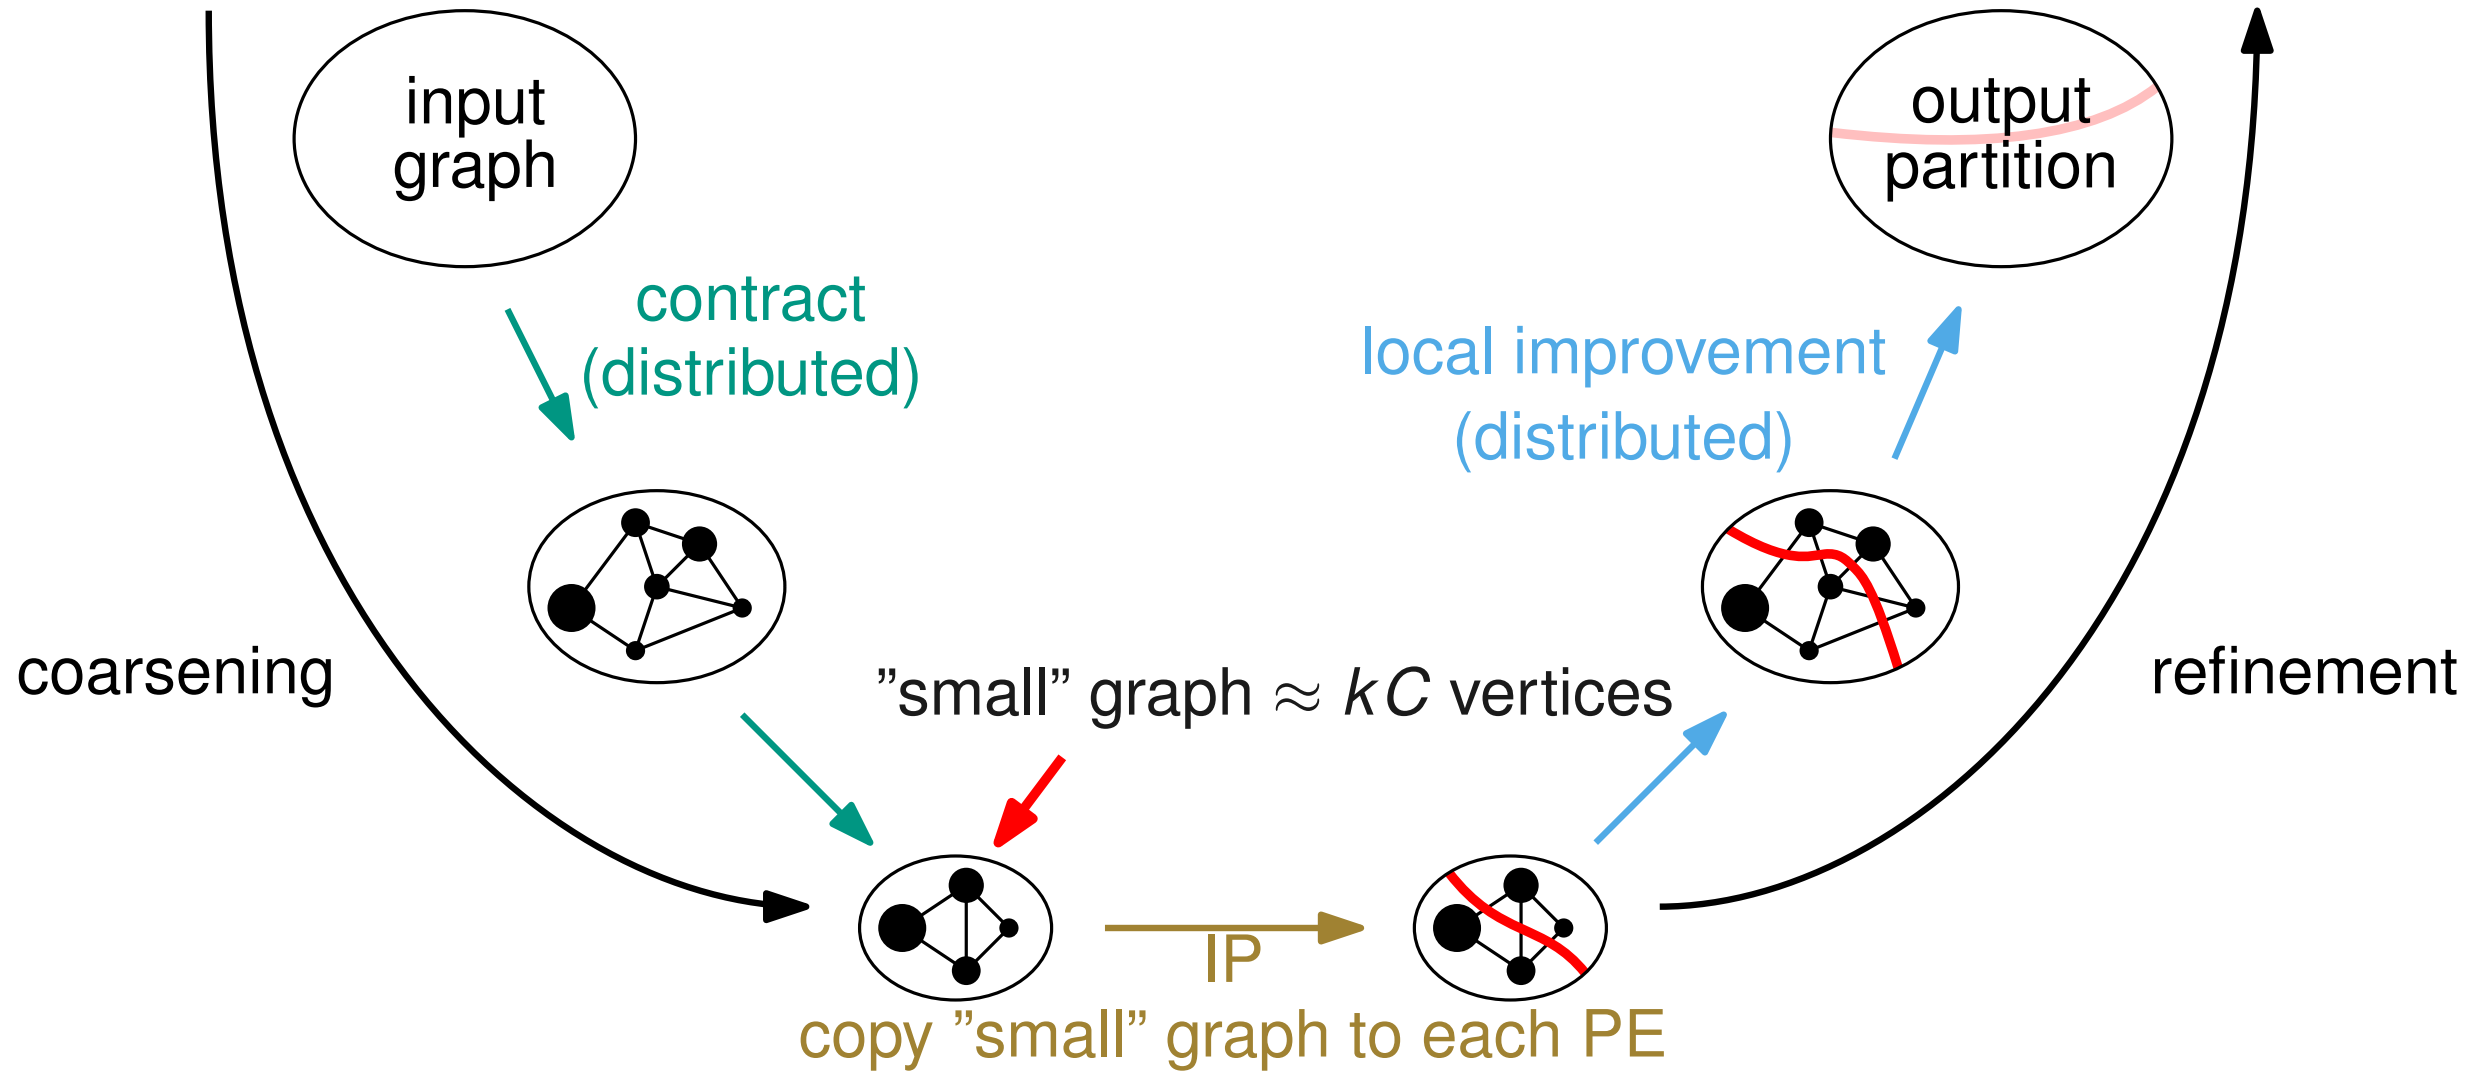 input
graph
output
partition
contract
(distributed)
local improvement
(distributed)
coarsening
”small” graph ≈ kC vertices
refinement
IP
copy ”small” graph to each PE